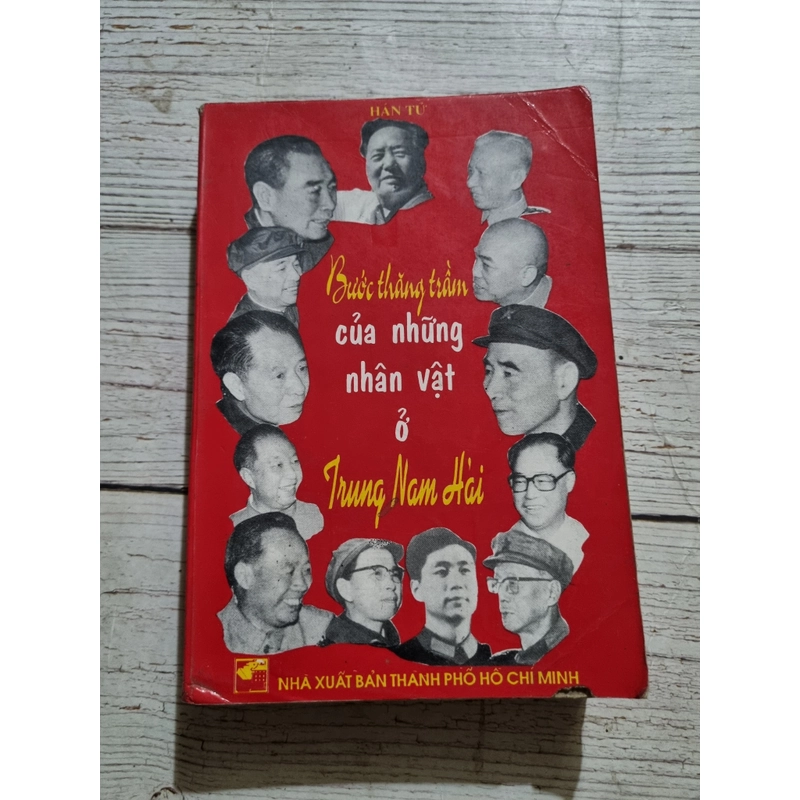 HÀN TÚ
Bước thăng trầm
của những
nhân vật
ở
Trung Nam Hải
NHÀ XUẤT BẢN THÀNH PHỐ HỒ CHÍ MINH